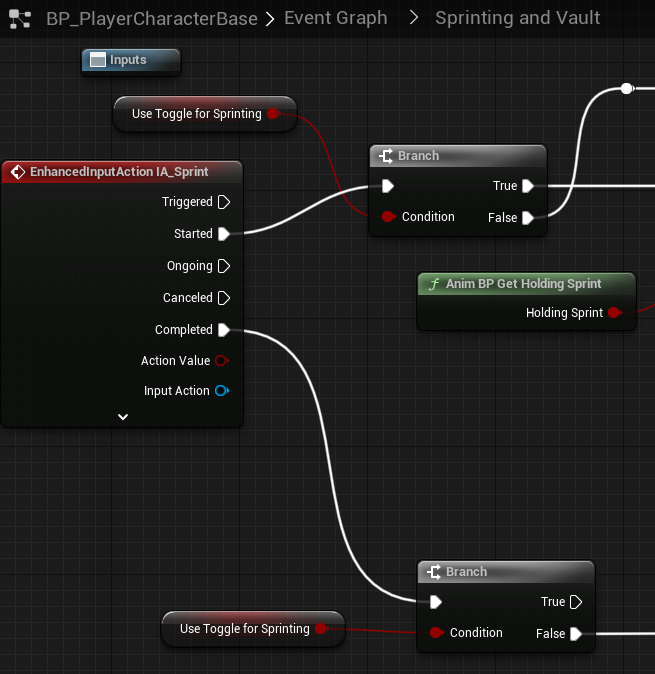 BP_PlayerCharacterBase > Event Graph > Sprinting and Vault
Inputs
Use Toggle for Sprinting
EnhancedInputAction IA_Sprint
Triggered
Started
Ongoing
Canceled
Completed
Action Value
Input Action
Branch
True
Condition
False
Anim BP Get Holding Sprint
Holding Sprint
Use Toggle for Sprinting
Branch
True
Condition
False